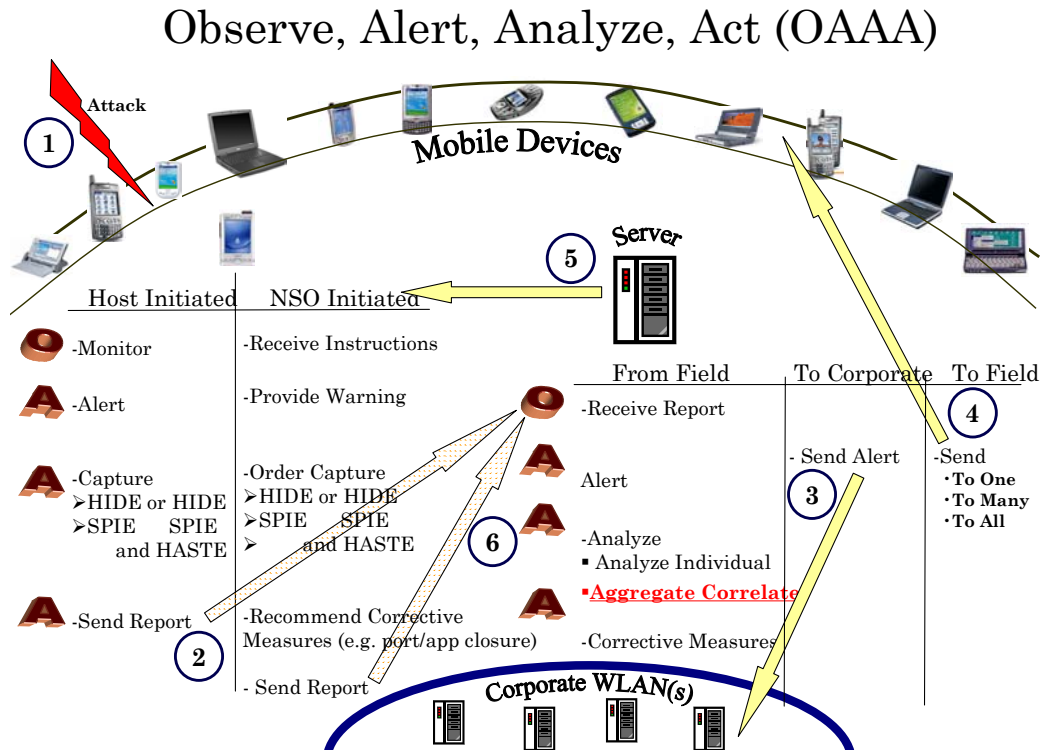 Observe, Alert, Analyze, Act (OAAA)
Attack
1
Mobile Devices
Server
5
Host Initiated
NSO Initiated
O
-Monitor
-Receive Instructions
A
-Alert
-Provide Warning
A
-Capture
➢HIDE or HIDE
➢SPIE SPIE
and HASTE
-Order Capture
➢HIDE or HIDE
➢SPIE SPIE
➢ and HASTE
A
-Send Report
2
-Recommend Corrective
Measures (e.g. port/app closure)
- Send Report
6
From Field
To Corporate
To Field
O
-Receive Report
A
Alert
A
-Analyze
▪ Analyze Individual
▪Aggregate Correlate
A
-Corrective Measures
- Send Alert
3
4
-Send
•To One
•To Many
•To All
Corporate WLAN(s)